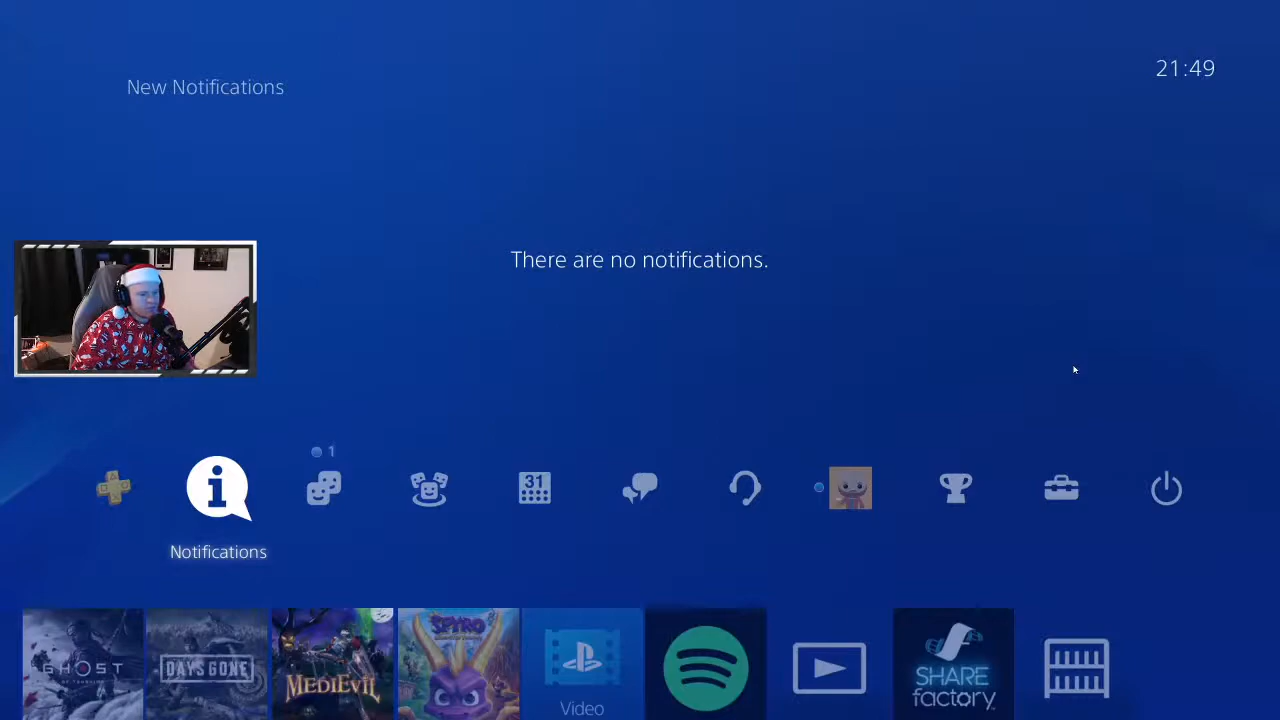 21:49
New Notifications
There are no notifications.
1
31
Notifications
GHOST
DAYS GONE
MEDIEVIL
SPYRO
Video
SHARE
factory